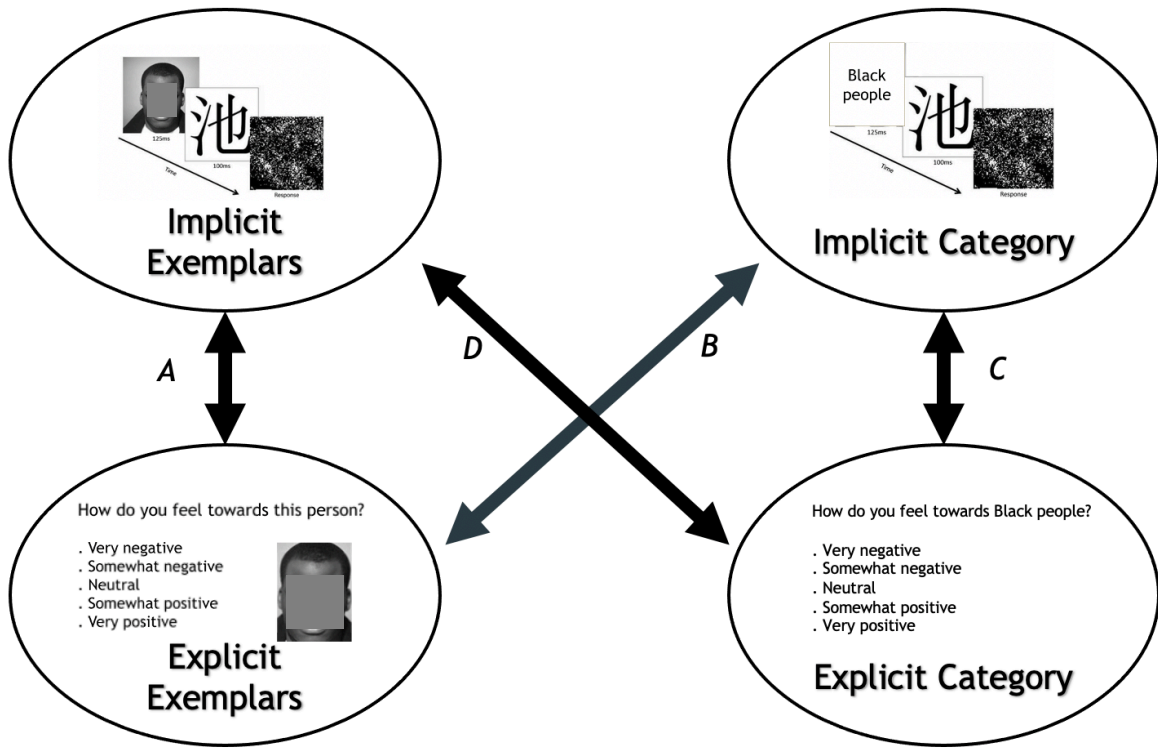 池
125ms
100ms
Time
Response
Implicit
Exemplars
Black
people
池
125ms
100ms
Time
Response
Implicit Category
A
D
B
C
How do you feel towards this person?
. Very negative
. Somewhat negative
. Neutral
. Somewhat positive
. Very positive
Explicit
Exemplars
How do you feel towards Black people?
. Very negative
. Somewhat negative
. Neutral
. Somewhat positive
. Very positive
Explicit Category